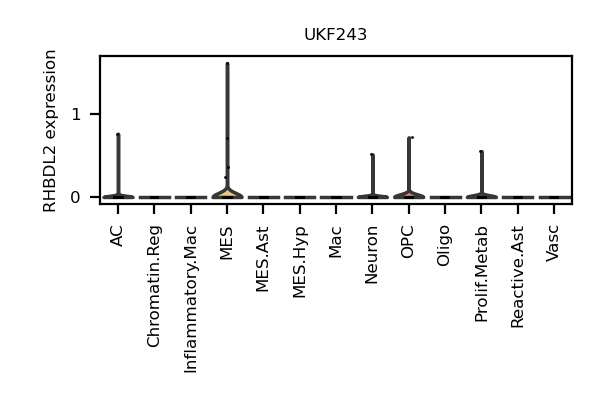 UKF243
RHBDL2 expression
1
0
AC
Chromatin.Reg
Inflammatory.Mac
MES
MES.Ast
MES.Hyp
Mac
Neuron
OPC
Oligo
Prolif.Metab
Reactive.Ast
Vasc